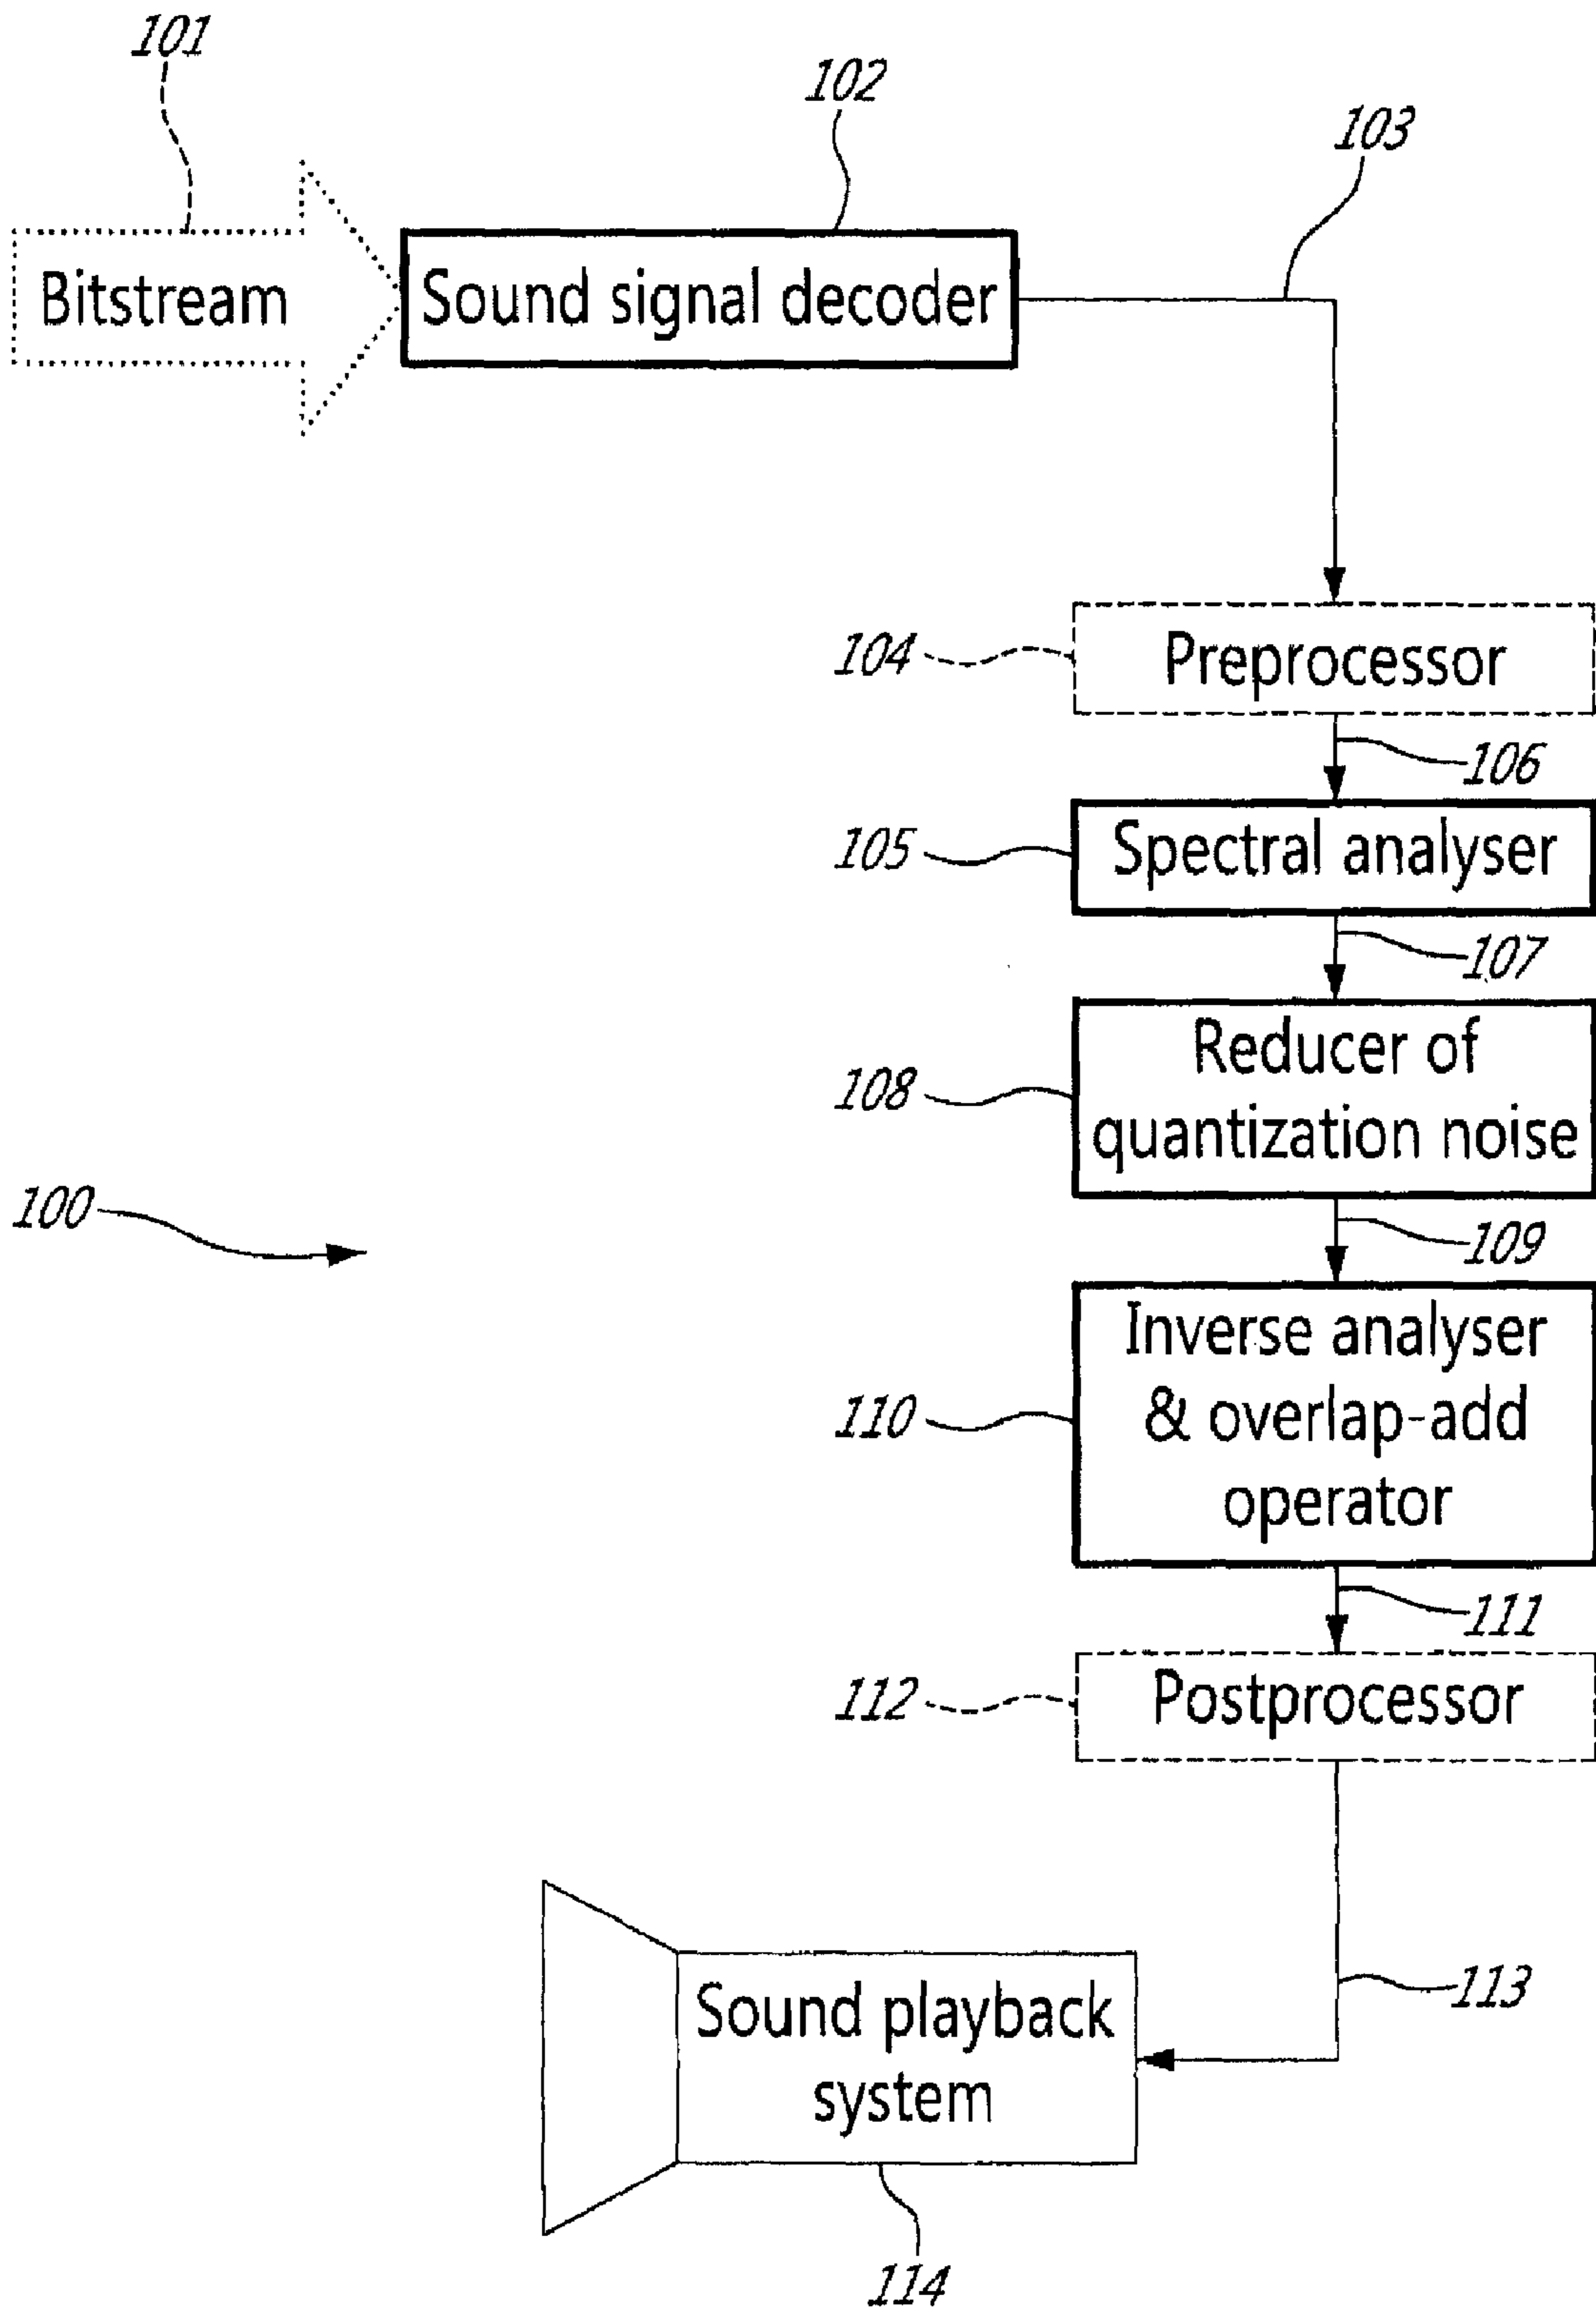 101
102
103
Bitstream
Sound signal decoder
104
Preprocessor
106
105
Spectral analyser
107
108
Reducer of
quantization noise
100
109
110
Inverse analyser
& overlap-add
operator
111
112
Postprocessor
113
Sound playback
system
114